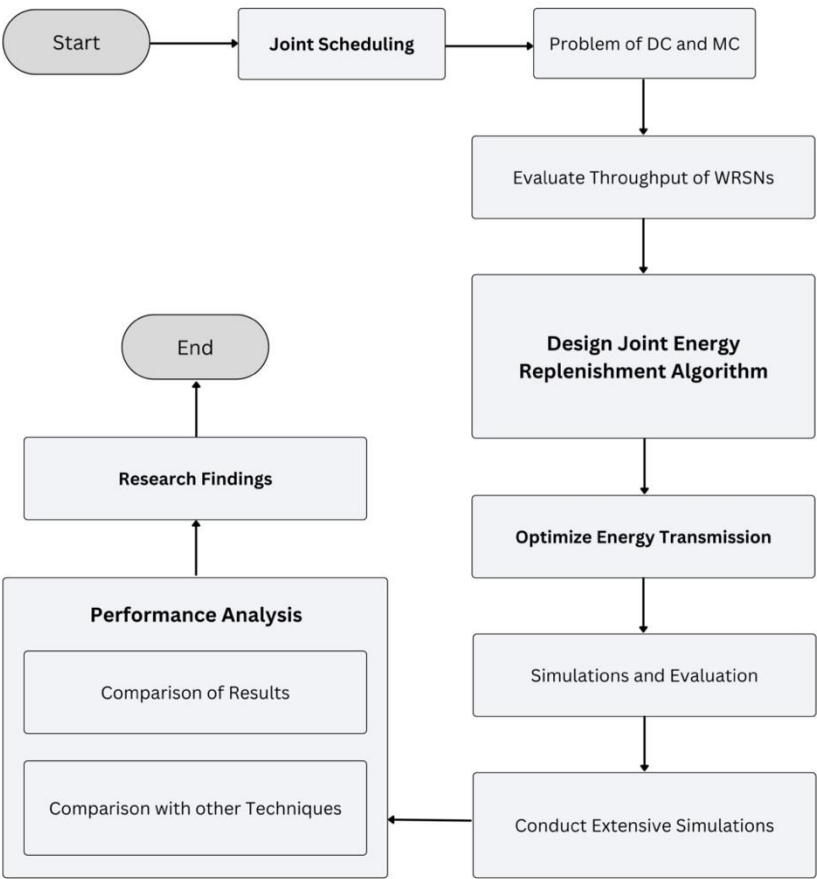 Start
Joint Scheduling
Problem of DC and MC
Evaluate Throughput of WRSNs
Design Joint Energy
Replenishment Algorithm
Optimize Energy Transmission
Simulations and Evaluation
Conduct Extensive Simulations
Performance Analysis
Comparison of Results
Comparison with other Techniques
Research Findings
End